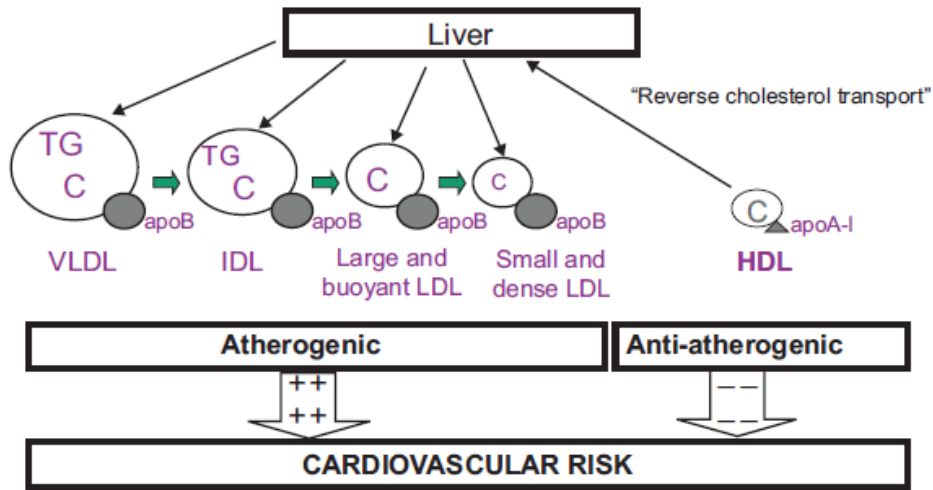 Liver
“Reverse cholesterol transport”
TG
C
apoB
VLDL
TG
C
apoB
IDL
C
apoB
Large and
buoyant LDL
C
apoB
Small and
dense LDL
C
apoA-I
HDL
Atherogenic
Anti-atherogenic
++
++
– –
– –
CARDIOVASCULAR RISK